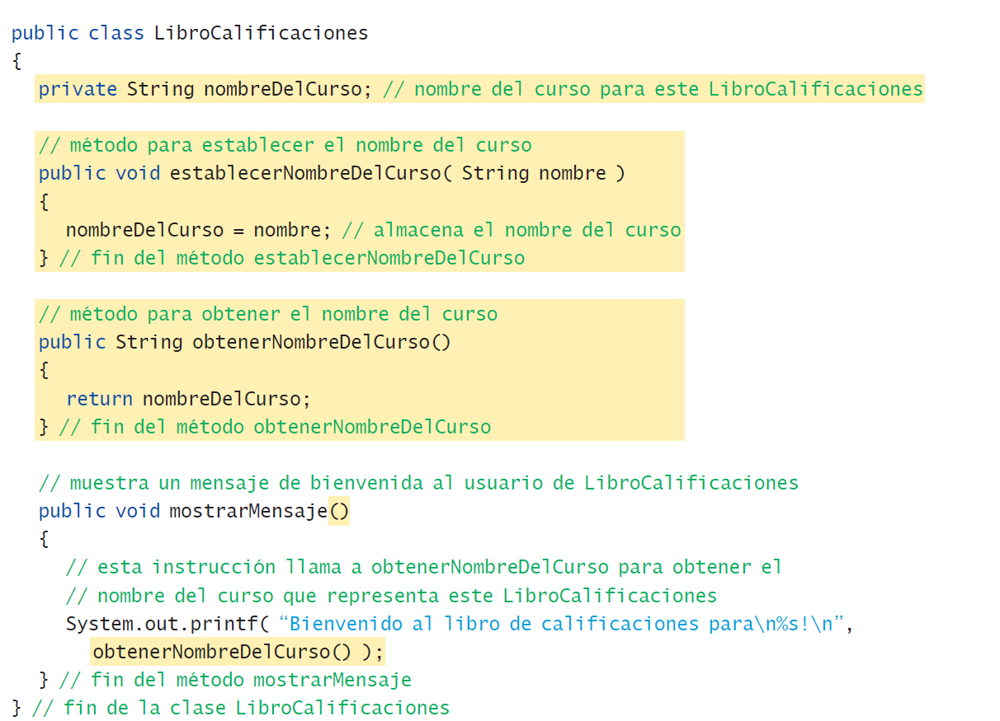 public class LibroCalificaciones
{
private String nombreDelCurso; // nombre del curso para este LibroCalificaciones
// método para establecer el nombre del curso
public void establecerNombreDelCurso( String nombre )
{
nombreDelCurso = nombre; // almacena el nombre del curso
} // fin del método establecerNombreDelCurso
// método para obtener el nombre del curso
public String obtenerNombreDelCurso()
{
return nombreDelCurso;
} // fin del método obtenerNombreDelCurso
// muestra un mensaje de bienvenida al usuario de LibroCalificaciones
public void mostrarMensaje()
{
// esta instrucción llama a obtenerNombreDelCurso para obtener el
// nombre del curso que representa este LibroCalificaciones
System.out.printf( “Bienvenido al libro de calificaciones para\n%s!\n”,
obtenerNombreDelCurso() );
} // fin del método mostrarMensaje
} // fin de la clase LibroCalificaciones